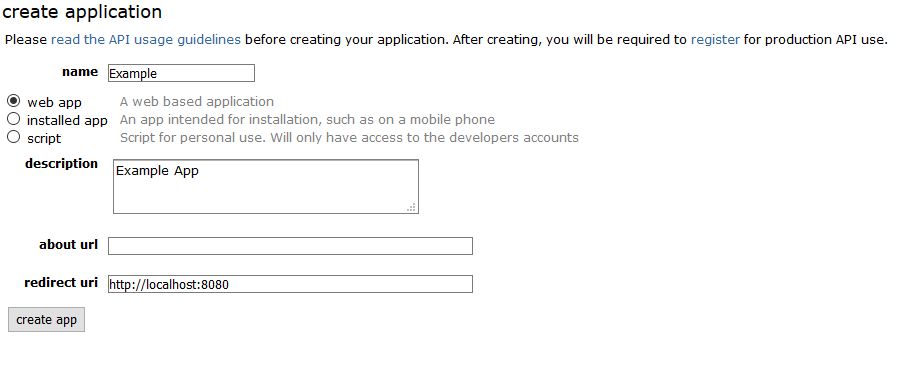 create application
Please read the API usage guidelines before creating your application. After creating, you will be required to register for production API use.
name Example
web app A web based application
installed app An app intended for installation, such as on a mobile phone
script Script for personal use. Will only have access to the developers accounts
description Example App
about url
redirect uri http://localhost:8080
create app